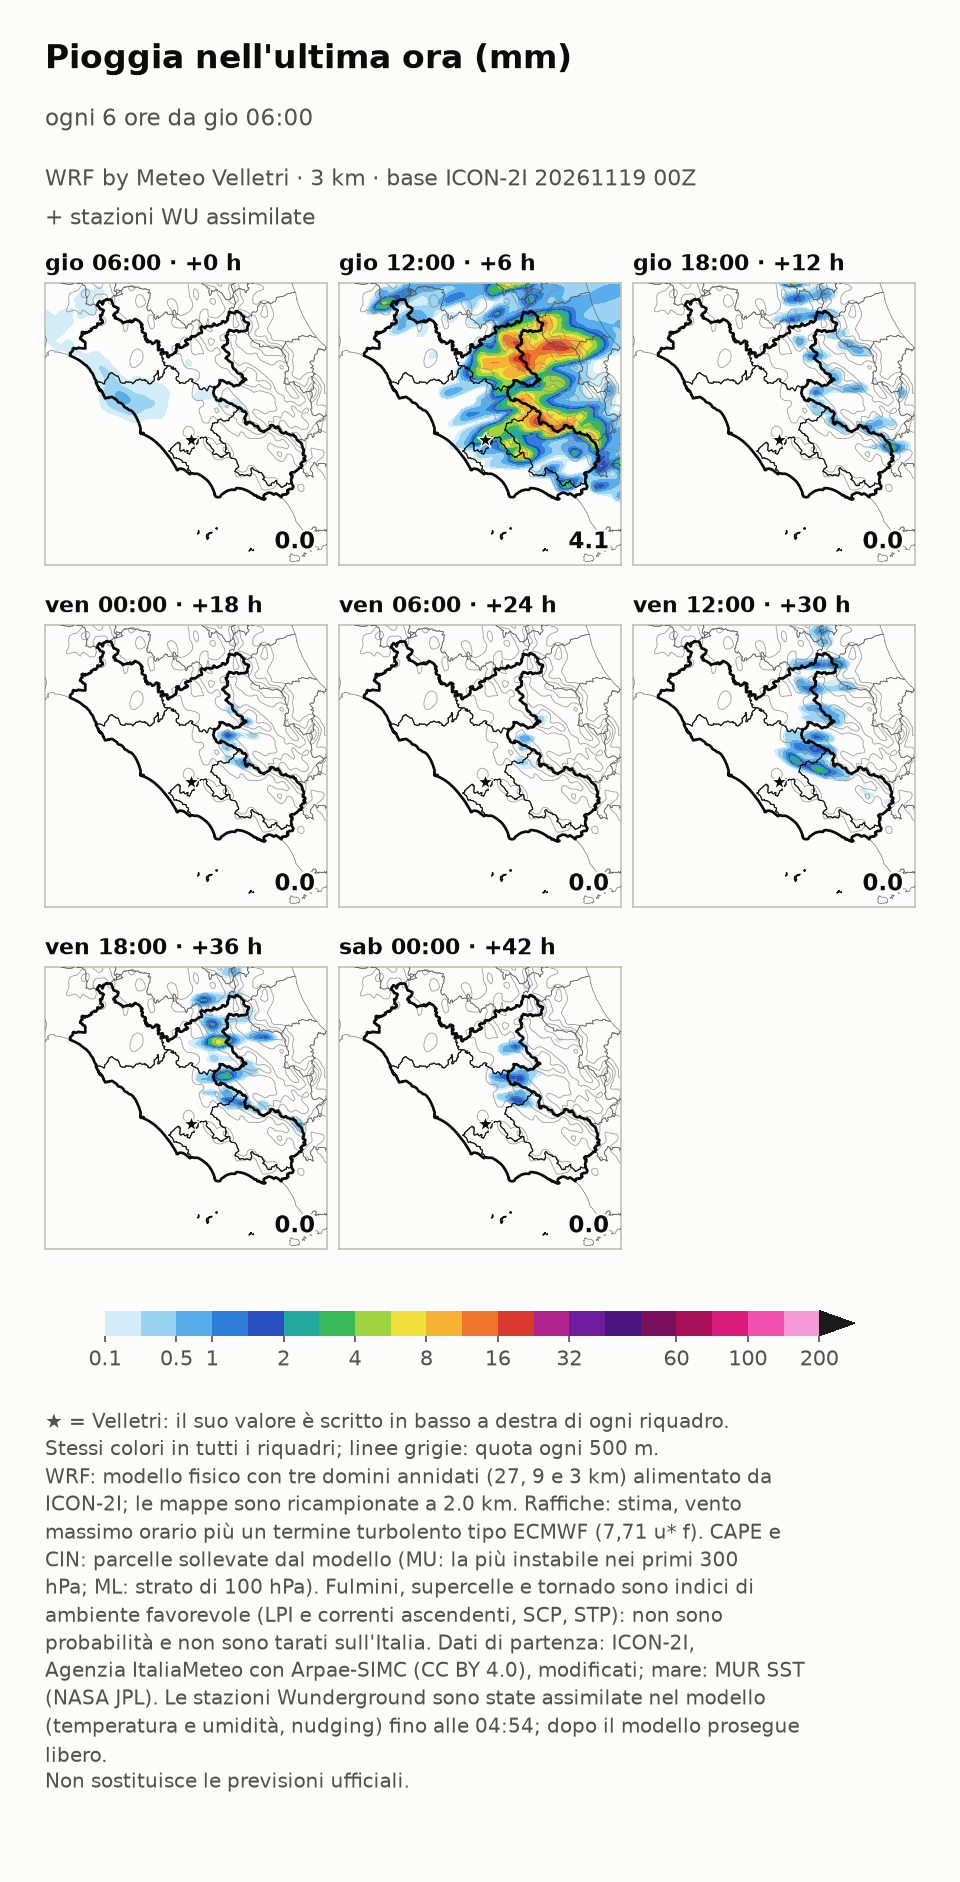 Pioggia nell'ultima ora (mm)
ogni 6 ore da gio 06:00
WRF by Meteo Velletri · 3 km · base ICON-2I 20261119 00Z
+ stazioni WU assimilate
gio 06:00 · +0 h
gio 12:00 · +6 h
gio 18:00 · +12 h
0.0
4.1
0.0
ven 00:00 · +18 h
ven 06:00 · +24 h
ven 12:00 · +30 h
0.0
0.0
0.0
ven 18:00 · +36 h
sab 00:00 · +42 h
0.0
0.0
0.1 0.5 1 2 4 8 16 32 60 100 200
★ = Velletri: il suo valore è scritto in basso a destra di ogni riquadro.
Stessi colori in tutti i riquadri; linee grigie: quota ogni 500 m.
WRF: modello fisico con tre domini annidati (27, 9 e 3 km) alimentato da
ICON-2I; le mappe sono ricampionate a 2.0 km. Raffiche: stima, vento
massimo orario più un termine turbolento tipo ECMWF (7,71 u* f). CAPE e
CIN: parcelle sollevate dal modello (MU: la più instabile nei primi 300
hPa; ML: strato di 100 hPa). Fulmini, supercelle e tornado sono indici di
ambiente favorevole (LPI e correnti ascendenti, SCP, STP): non sono
probabilità e non sono tarati sull'Italia. Dati di partenza: ICON-2I,
Agenzia ItaliaMeteo con Arpae-SIMC (CC BY 4.0), modificati; mare: MUR SST
(NASA JPL). Le stazioni Wunderground sono state assimilate nel modello
(temperatura e umidità, nudging) fino alle 04:54; dopo il modello prosegue
libero.
Non sostituisce le previsioni ufficiali.